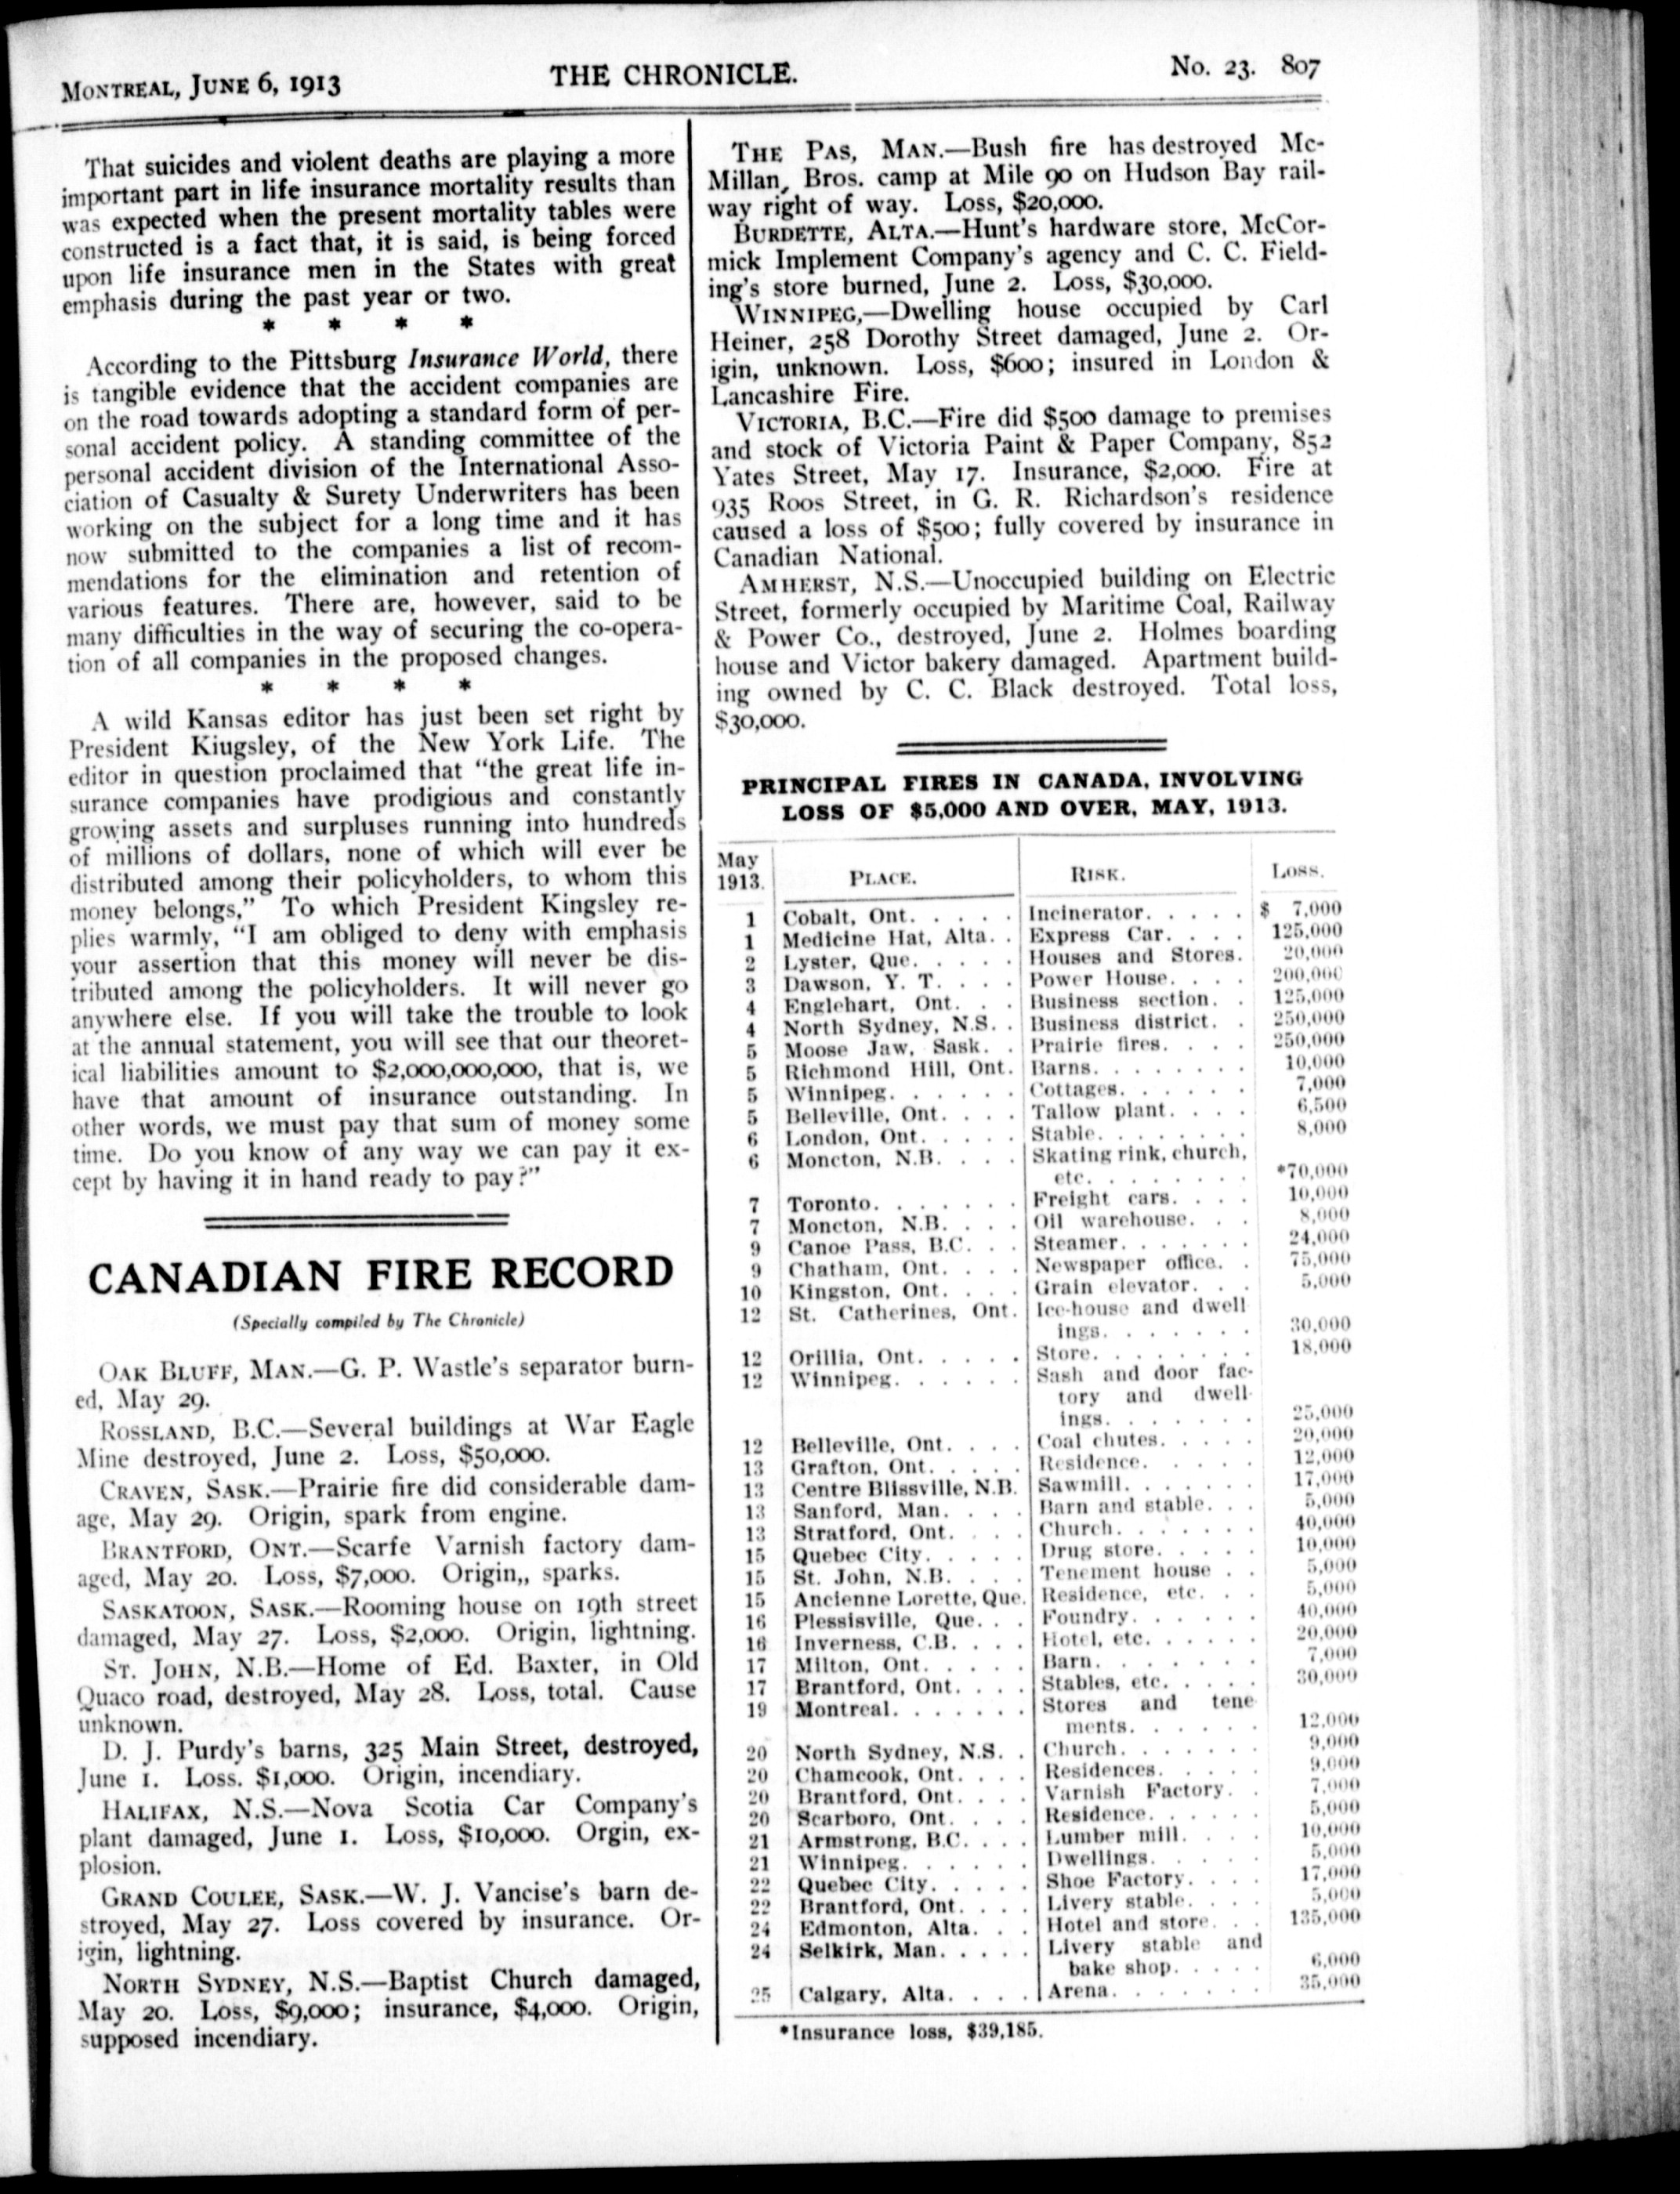 MONTREAL, JUNE 6, 1913
THE CHRONICLE.
No. 23. 807
That suicides and violent deaths are playing a more
important part in life insurance mortality results than
was expected when the present mortality tables were
constructed is a fact that, it is said, is being forced
upon life insurance men in the States with great
emphasis during the past year or two.
* * * *
According to the Pittsburg Insurance World, there
is tangible evidence that the accident companies are
on the road towards adopting a standard form of per-
sonal accident policy. A standing committee of the
personal accident division of the International Asso-
ciation of Casualty & Surety Underwriters has been
working on the subject for a long time and it has
now submitted to the companies a list of recom-
mendations for the elimination and retention of
various features. There are, however, said to be
many difficulties in the way of securing the co-opera-
tion of all companies in the proposed changes.
* * * *
A wild Kansas editor has just been set right by
President Kiugsley, of the New York Life. The
editor in question proclaimed that "the great life in-
surance companies have prodigious and constantly
growing assets and surpluses running into hundreds
of millions of dollars, none of which will ever be
distributed among their policyholders, to whom this
money belongs," To which President Kingsley re-
plies warmly, "I am obliged to deny with emphasis
your assertion that this money will never be dis-
tributed among the policyholders. It will never go
anywhere else. If you will take the trouble to look
at the annual statement, you will see that our theoret-
ical liabilities amount to $2,000,000,000, that is, we
have that amount of insurance outstanding. In
other words, we must pay that sum of money some
time. Do you know of any way we can pay it ex-
cept by having it in hand ready to pay?"
CANADIAN FIRE RECORD
(Specially compiled by The Chronicle)
OAK BLUFF, MAN.—G. P. Wastle's separator burn-
ed, May 29.
ROSSLAND, B.C.—Several buildings at War Eagle
Mine destroyed, June 2. Loss, $50,000.
CRAVEN, SASK.—Prairie fire did considerable dam-
age, May 29. Origin, spark from engine.
BRANTFORD, ONT.—Scarfe Varnish factory dam-
aged, May 20. Loss, $7,000. Origin,, sparks.
SASKATOON, SASK.—Rooming house on 19th street
damaged, May 27. Loss, $2,000. Origin, lightning.
ST. JOHN, N.B.—Home of Ed. Baxter, in Old
Quaco road, destroyed, May 28. Loss, total. Cause
unknown.
D. J. Purdy's barns, 325 Main Street, destroyed,
June 1. Loss. $1,000. Origin, incendiary.
HALIFAX, N.S.—Nova Scotia Car Company's
plant damaged, June 1. Loss, $10,000. Orgin, ex-
plosion.
GRAND COULEE, SASK.—W. J. Vancise's barn de-
stroyed, May 27. Loss covered by insurance. Or-
igin, lightning.
NORTH SYDNEY, N.S.—Baptist Church damaged,
May 20. Loss, $9,000; insurance, $4,000. Origin,
supposed incendiary.
THE PAS, MAN.—Bush fire has destroyed Mc-
Millan, Bros. camp at Mile 90 on Hudson Bay rail-
way right of way. Loss, $20,000.
BURDETTE, ALTA.—Hunt's hardware store, McCor-
mick Implement Company's agency and C. C. Field-
ing's store burned, June 2. Loss, $30,000.
WINNIPEG,—Dwelling house occupied by Carl
Heiner, 258 Dorothy Street damaged, June 2. Or-
igin, unknown. Loss, $600; insured in London &
Lancashire Fire.
VICTORIA, B.C.—Fire did $500 damage to premises
and stock of Victoria Paint & Paper Company, 852
Yates Street, May 17. Insurance, $2,000. Fire at
935 Roos Street, in G. R. Richardson's residence
caused a loss of $500; fully covered by insurance in
Canadian National.
AMHERST, N.S.—Unoccupied building on Electric
Street, formerly occupied by Maritime Coal, Railway
& Power Co., destroyed, June 2. Holmes boarding
house and Victor bakery damaged. Apartment build-
ing owned by C. C. Black destroyed. Total loss,
$30,000.
PRINCIPAL FIRES IN CANADA, INVOLVING
LOSS OF $5,000 AND OVER, MAY, 1913.
May
1913. PLACE. RISK. LOSS.
1 Cobalt, Ont. . . . . Incinerator. . . . . $ 7,000
1 Medicine Hat, Alta. . Express Car. . . . 125,000
2 Lyster, Que. . . . . Houses and Stores. 20,000
3 Dawson, Y. T. . . . Power House. . . . 200,000
4 Englehart, Ont. . . Business section. . 125,000
4 North Sydney, N.S. . Business district. . 250,000
5 Moose Jaw, Sask. . Prairie fires. . . . 250,000
5 Richmond Hill, Ont. Barns. . . . . . . . 10,000
5 Winnipeg. . . . . . Cottages. . . . . . 7,000
5 Belleville, Ont. . . . Tallow plant. . . . 6,500
6 London, Ont. . . . . Stable. . . . . . . . 8,000
6 Moncton, N.B. . . . Skating rink, church,
etc. . . . . . . . *70,000
7 Toronto. . . . . . . Freight cars. . . . 10,000
7 Moncton, N.B. . . . Oil warehouse. . . 8,000
9 Canoe Pass, B.C. . . Steamer. . . . . . . 24,000
9 Chatham, Ont. . . . Newspaper office. . 75,000
10 Kingston, Ont. . . . Grain elevator. . . 5,000
12 St. Catherines, Ont. Ice-house and dwell
ings. . . . . . . 30,000
12 Orillia, Ont. . . . . Store. . . . . . . . 18,000
12 Winnipeg. . . . . . Sash and door fac-
tory and dwell-
ings. . . . . . . 25,000
12 Belleville, Ont. . . . Coal chutes. . . . . 20,000
13 Grafton, Ont. . . . . Residence. . . . . . 12,000
13 Centre Blissville, N.B. Sawmill. . . . . . . 17,000
13 Sanford, Man. . . . Barn and stable. . . 5,000
13 Stratford, Ont. . . . Church. . . . . . . 40,000
15 Quebec City. . . . . Drug store. . . . . 10,000
15 St. John, N.B. . . . Tenement house . . 5,000
15 Ancienne Lorette, Que. Residence, etc. . . 5,000
16 Plessisville, Que. . . Foundry. . . . . . 40,000
16 Inverness, C.B. . . . Hotel, etc. . . . . . 20,000
17 Milton, Ont. . . . . Barn. . . . . . . . 7,000
17 Brantford, Ont. . . . Stables, etc. . . . . 30,000
19 Montreal. . . . . . . Stores and tene
ments. . . . . . 12,000
20 North Sydney, N.S. . Church. . . . . . . 9,000
20 Chamcook, Ont. . . . Residences. . . . . 9,000
20 Brantford, Ont. . . . Varnish Factory. . 7,000
20 Scarboro, Ont. . . . Residence. . . . . . 5,000
21 Armstrong, B.C. . . . Lumber mill. . . . 10,000
21 Winnipeg. . . . . . Dwellings. . . . . 5,000
22 Quebec City. . . . . Shoe Factory. . . . 17,000
22 Brantford, Ont. . . . Livery stable. . . . 5,000
24 Edmonton, Alta. . . Hotel and store. . . 135,000
24 Selkirk, Man. . . . . Livery stable and
bake shop. . . . . 6,000
25 Calgary, Alta. . . . Arena. . . . . . . 35,000
*Insurance loss, $39,185.